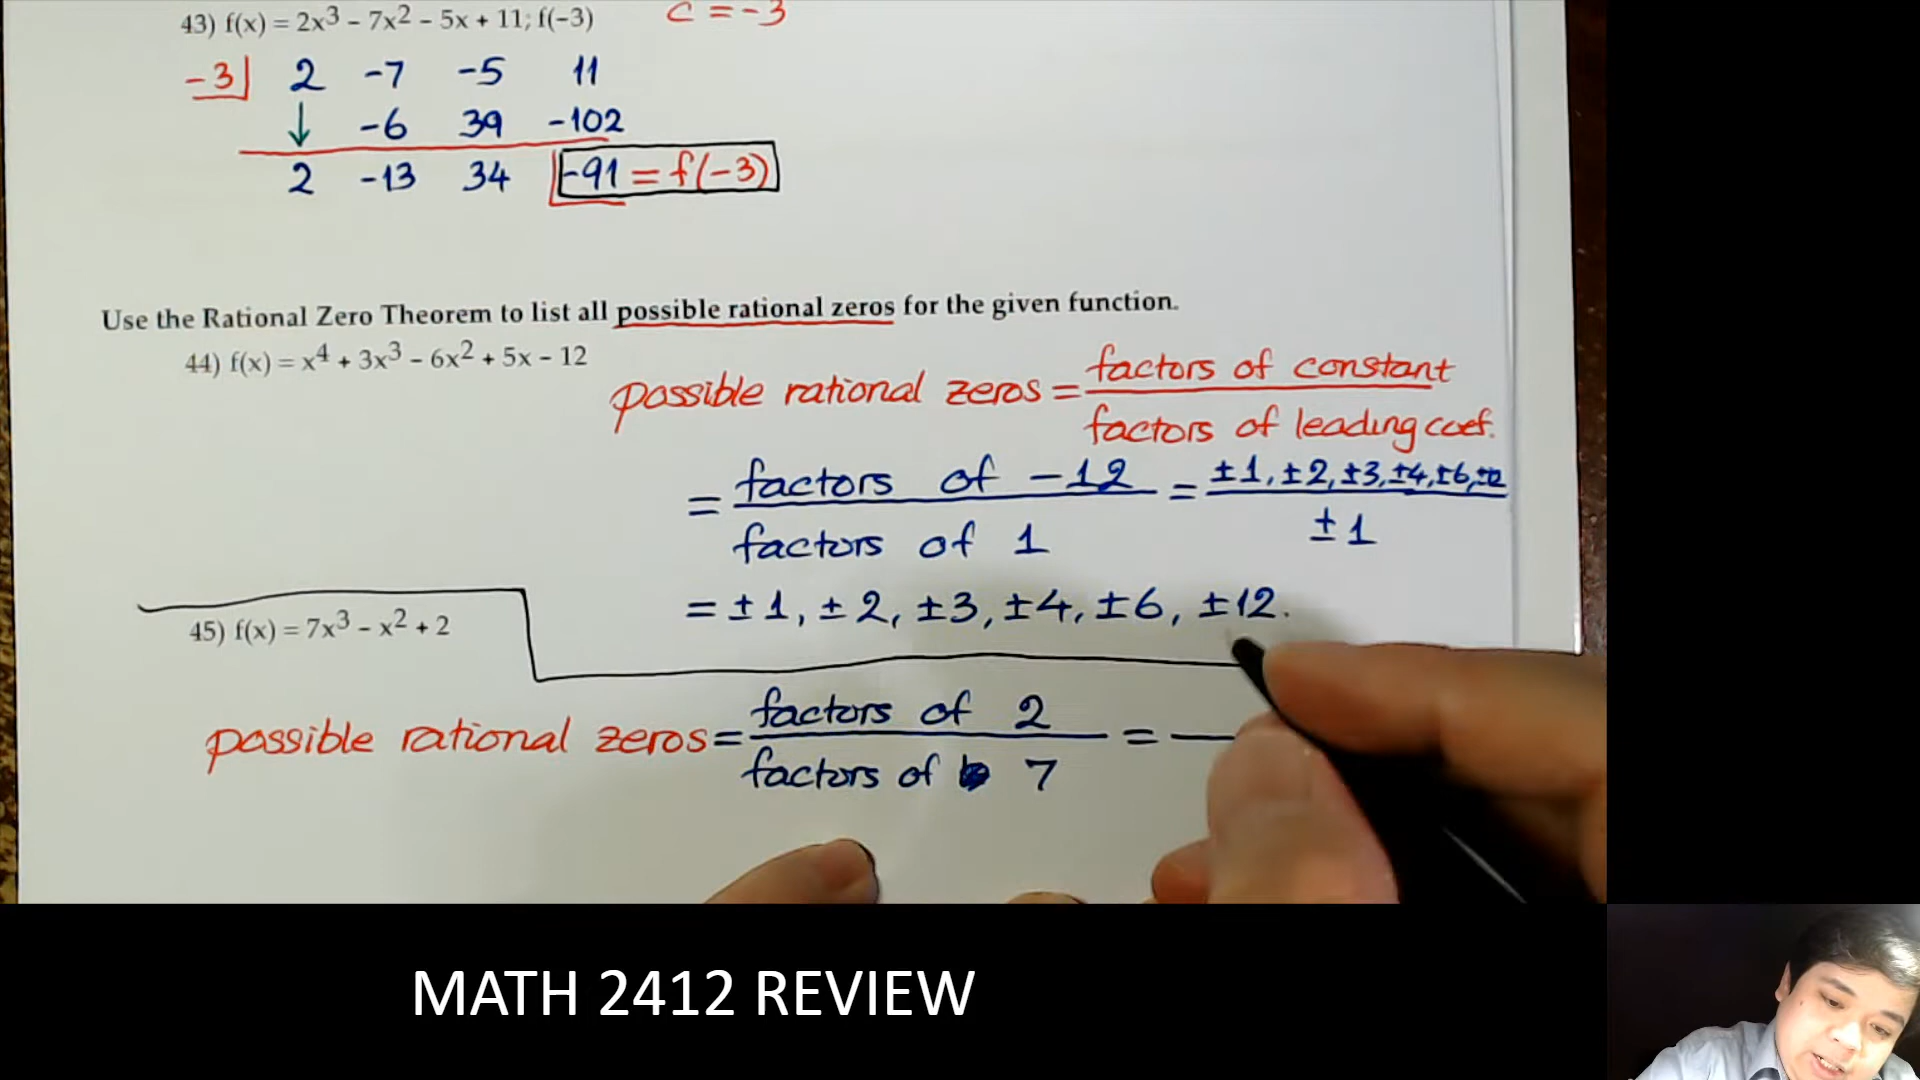 43) f(x) = 2x³ - 7x² - 5x + 11; f(-3) c = -3
-3 2 -7 -5 11
↓ -6 39 -102
2 -13 34 -91 = f(-3)
Use the Rational Zero Theorem to list all possible rational zeros for the given function.
44) f(x) = x⁴ + 3x³ - 6x² + 5x - 12
possible rational zeros = factors of constant
factors of leading coef.
= factors of -12 = ±1, ±2, ±3, ±4, ±6, ±12
factors of 1 ±1
= ±1, ±2, ±3, ±4, ±6, ±12.
45) f(x) = 7x³ - x² + 2
possible rational zeros = factors of 2 =
factors of 7
MATH 2412 REVIEW